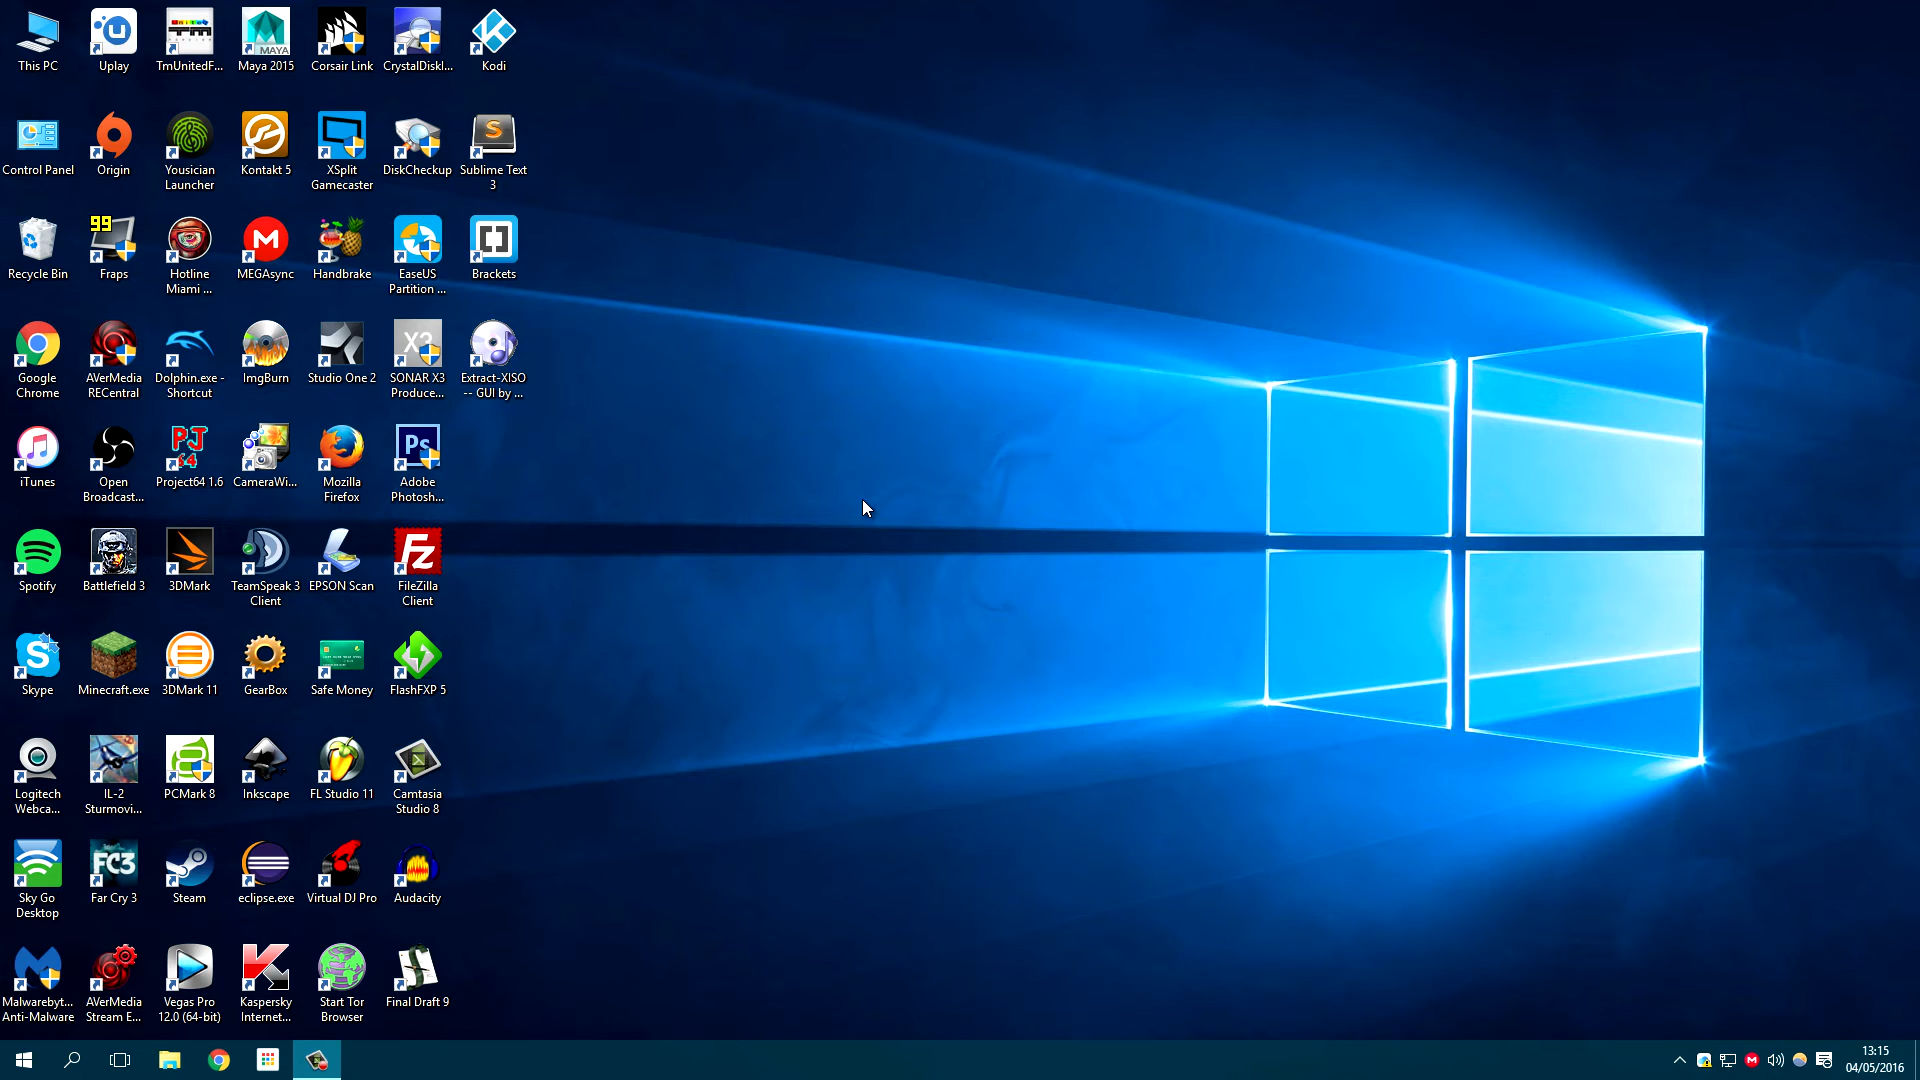 This PC
Uplay
TmUnitedF...
Maya 2015
Corsair Link
CrystalDiskI...
Kodi
Control Panel
Origin
Yousician
Launcher
Kontakt 5
XSplit
Gamecaster
DiskCheckup
Sublime Text
3
Recycle Bin
99
Fraps
Hotline
Miami ...
MEGAsync
Handbrake
EaseUS
Partition ...
Brackets
Google
Chrome
AVerMedia
RECentral
Dolphin.exe -
Shortcut
ImgBurn
Studio One 2
SONAR X3
Produce...
Extract-XISO
-- GUI by ...
iTunes
Open
Broadcast...
Project64 1.6
CameraWi...
Mozilla
Firefox
Adobe
Photosh...
Spotify
Battlefield 3
3DMark
TeamSpeak 3
Client
EPSON Scan
FileZilla
Client
Skype
Minecraft.exe
3DMark 11
GearBox
Safe Money
FlashFXP 5
Logitech
Webca...
IL-2
Sturmovi...
PCMark 8
Inkscape
FL Studio 11
Camtasia
Studio 8
Sky Go
Desktop
FC3
Far Cry 3
Steam
eclipse.exe
Virtual DJ Pro
Audacity
Malwareby...
Anti-Malware
AVerMedia
Stream E...
Vegas Pro
12.0 (64-bit)
Kaspersky
Internet...
Start Tor
Browser
Final Draft 9
13:15
04/05/2016